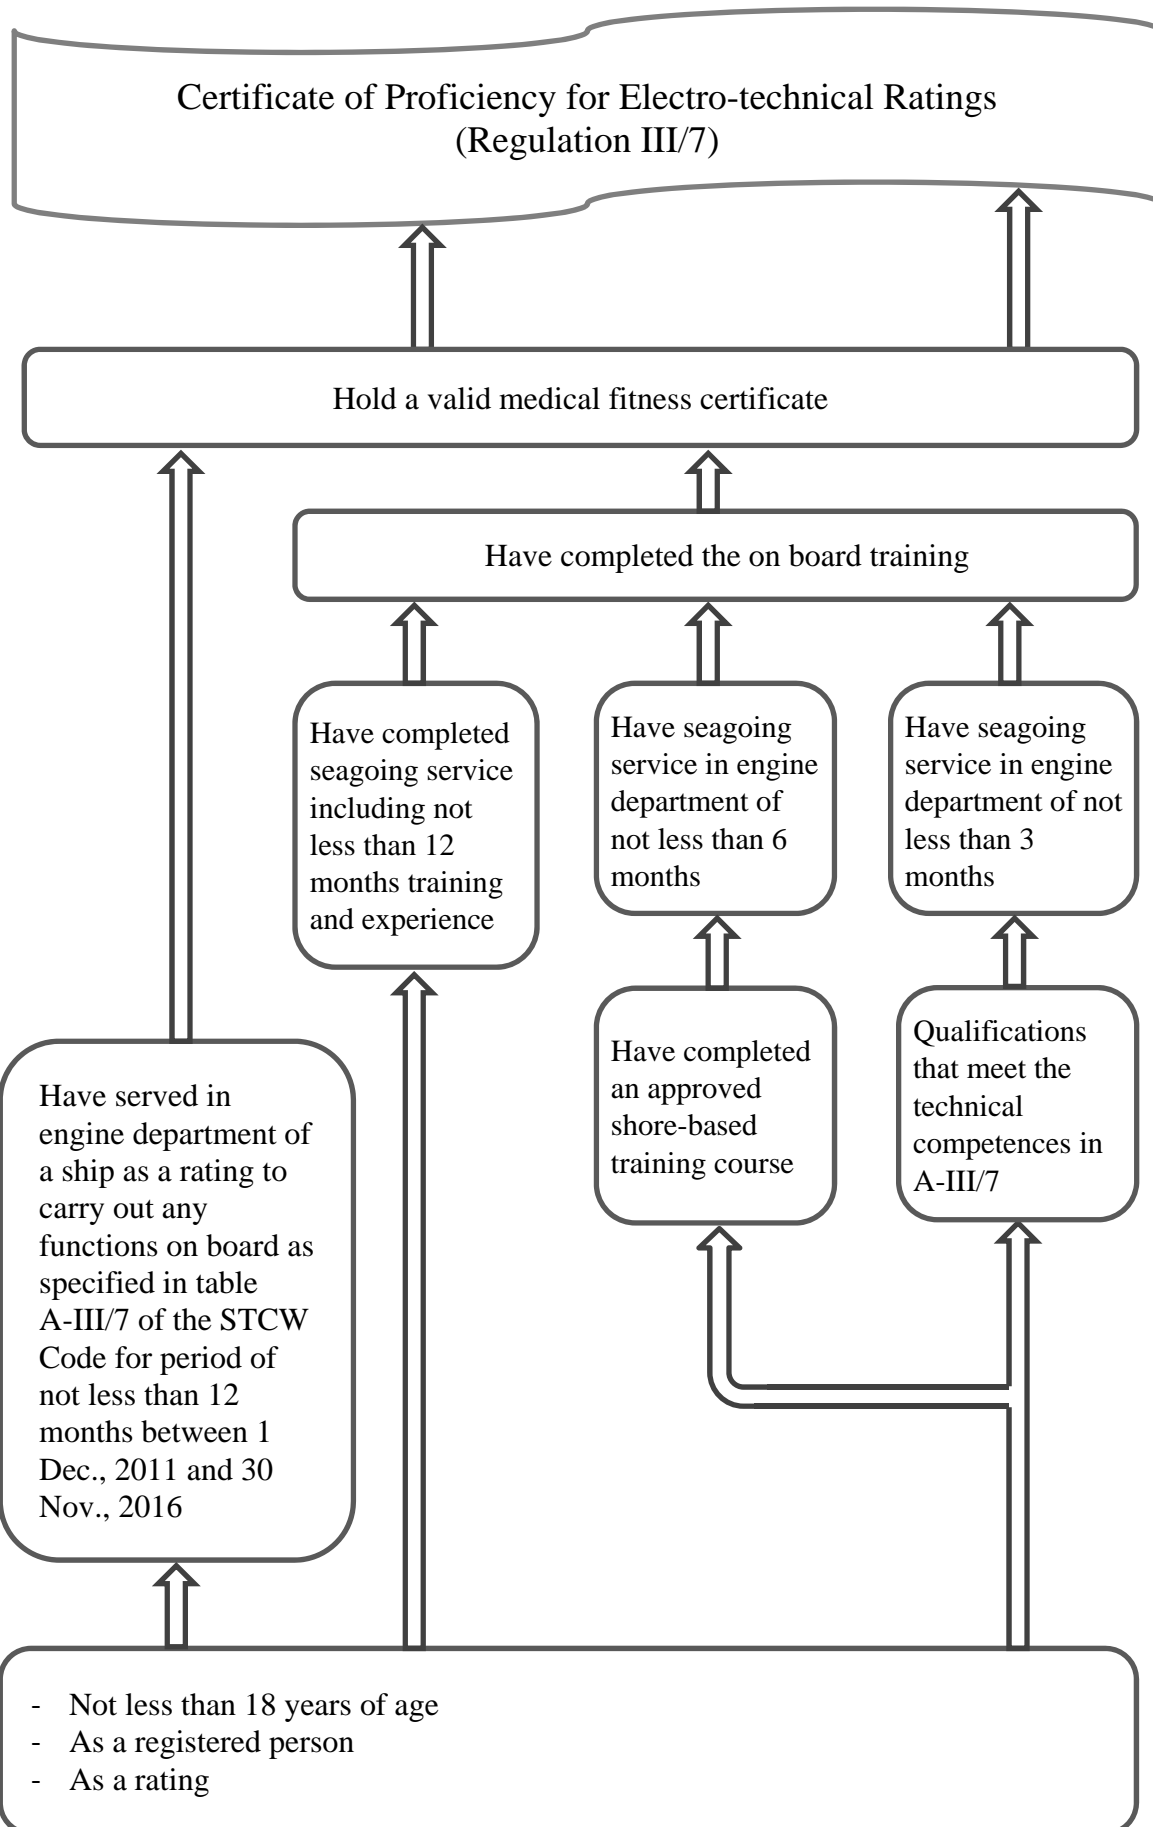 Certificate of Proficiency for Electro-technical Ratings
(Regulation III/7)
Hold a valid medical fitness certificate
Have completed the on board training
Have completed
seagoing service
including not
less than 12
months training
and experience
Have seagoing
service in engine
department of
not less than 6
months
Have seagoing
service in engine
department of not
less than 3
months
Have completed
an approved
shore-based
training course
Qualifications
that meet the
technical
competences in
A-III/7
Have served in
engine department of
a ship as a rating to
carry out any
functions on board as
specified in table
A-III/7 of the STCW
Code for period of
not less than 12
months between 1
Dec., 2011 and 30
Nov., 2016
- Not less than 18 years of age
- As a registered person
- As a rating